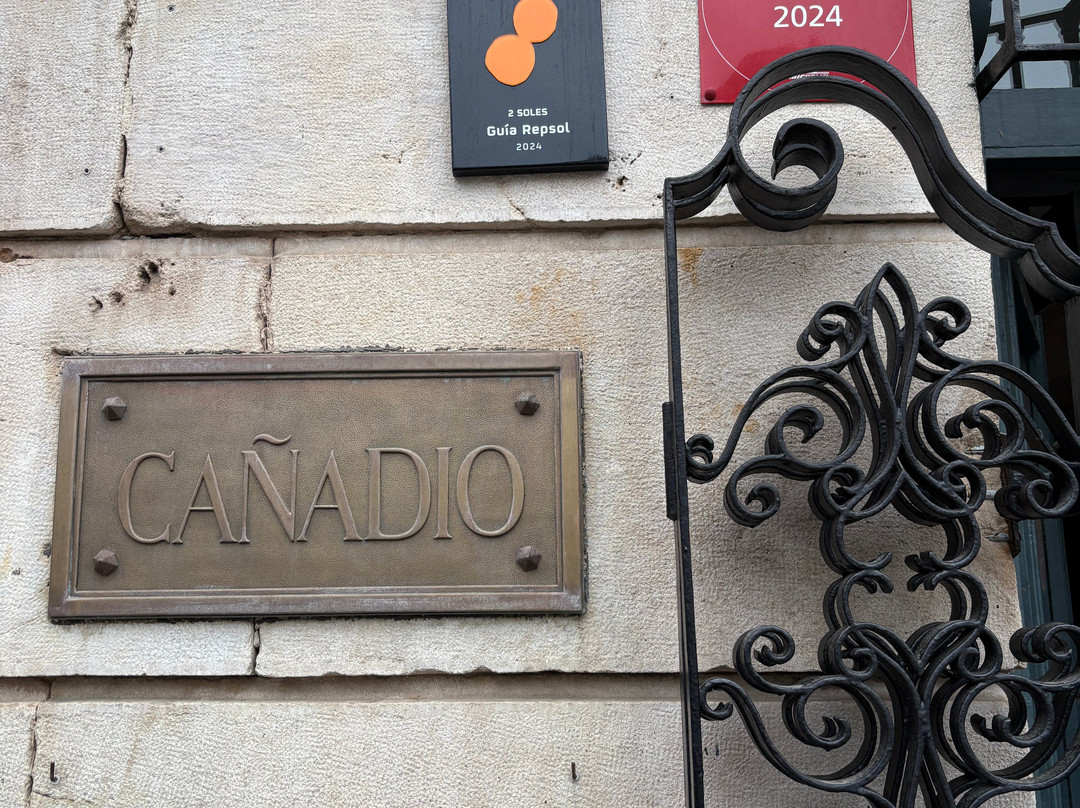 2 SOLES
Guía Repsol
2024
2024
CAÑADIO